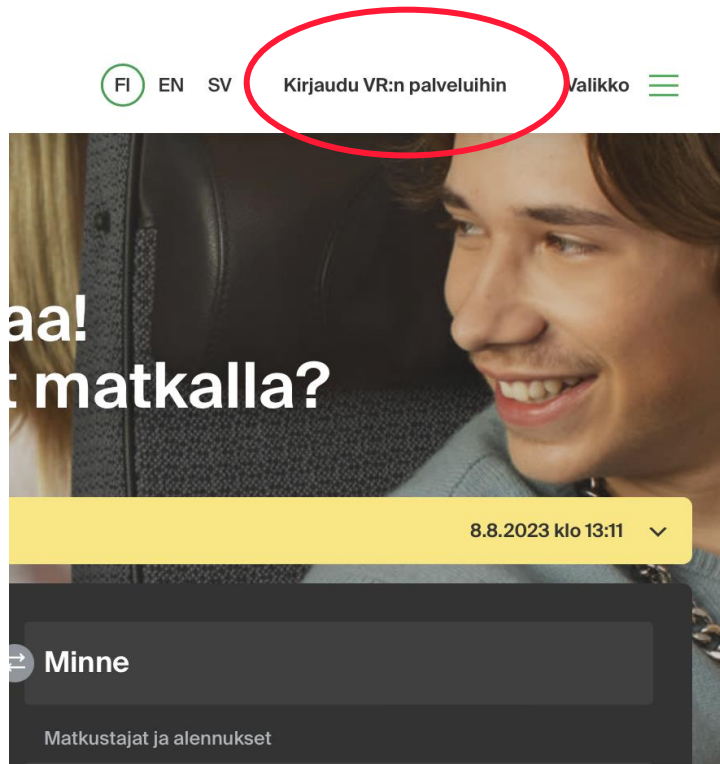 FI EN SV Kirjaudu VR:n palveluihin Valikko
aa!
t matkalla?
8.8.2023 klo 13:11
Minne
Matkustajat ja alennukset